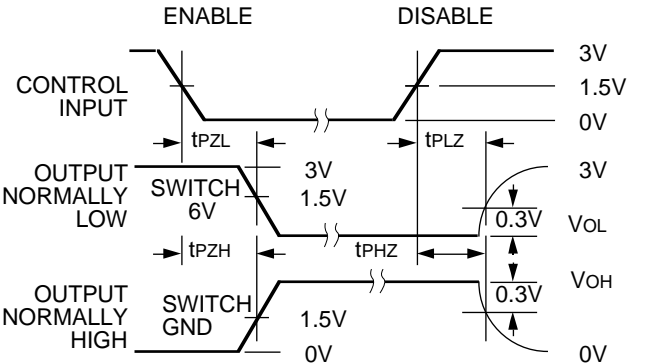 ENABLE DISABLE
3V
CONTROL INPUT 1.5V
0V
tPZL tPLZ
OUTPUT NORMALLY LOW
SWITCH 6V
3V 3V
1.5V
0.3V VOL
tPZH tPHZ
OUTPUT NORMALLY HIGH
SWITCH GND
0.3V VOH
1.5V
0V 0V